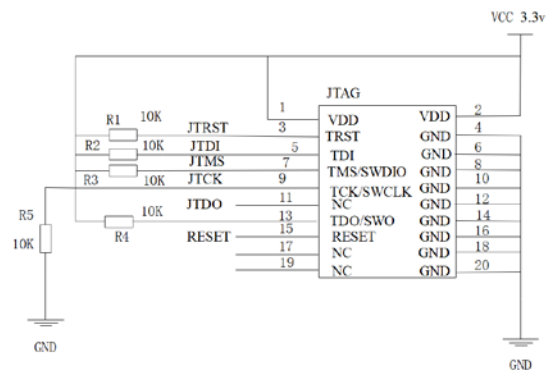 VCC 3.3v
JTAG
R1 10K JTRST 1 VDD VDD 2
3 TRST GND 4
R2 10K JTDI 5 TDI GND 6
JTMS 7 TMS/SWDIO GND 8
R3 10K JTCK 9 TCK/SWCLK GND 10
JTDO 11 NC GND 12
R5 10K 13 TDO/SWO GND 14
10K R4 RESET 15 RESET GND 16
17 NC GND 18
19 NC GND 20
GND
GND